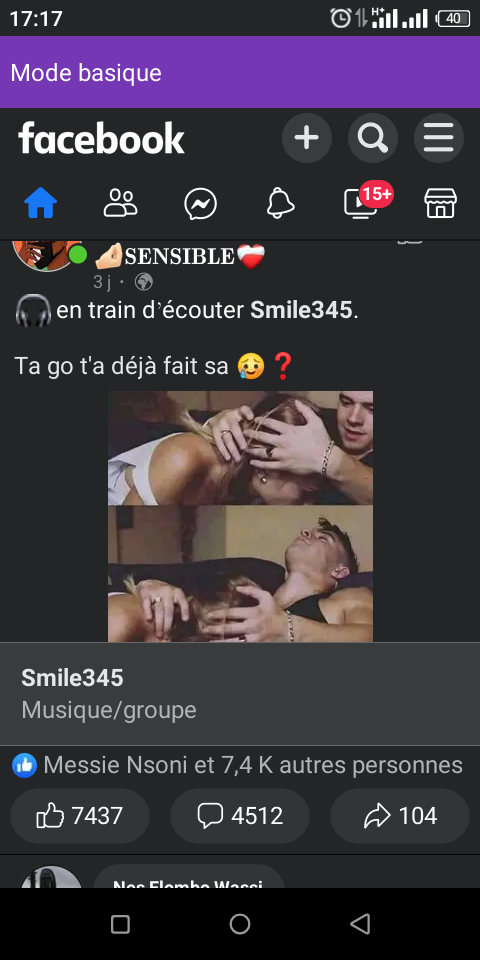 17:17
H+
40
Mode basique
facebook
15+
🤌🏻𝐒𝐄𝐍𝐒𝐈𝐁𝐋𝐄❤️‍🩹
3 j ·
🎧 en train d’écouter Smile345.
Ta go t'a déjà fait sa 😥❓
Smile345
Musique/groupe
Messie Nsoni et 7,4 K autres personnes
7437
4512
104